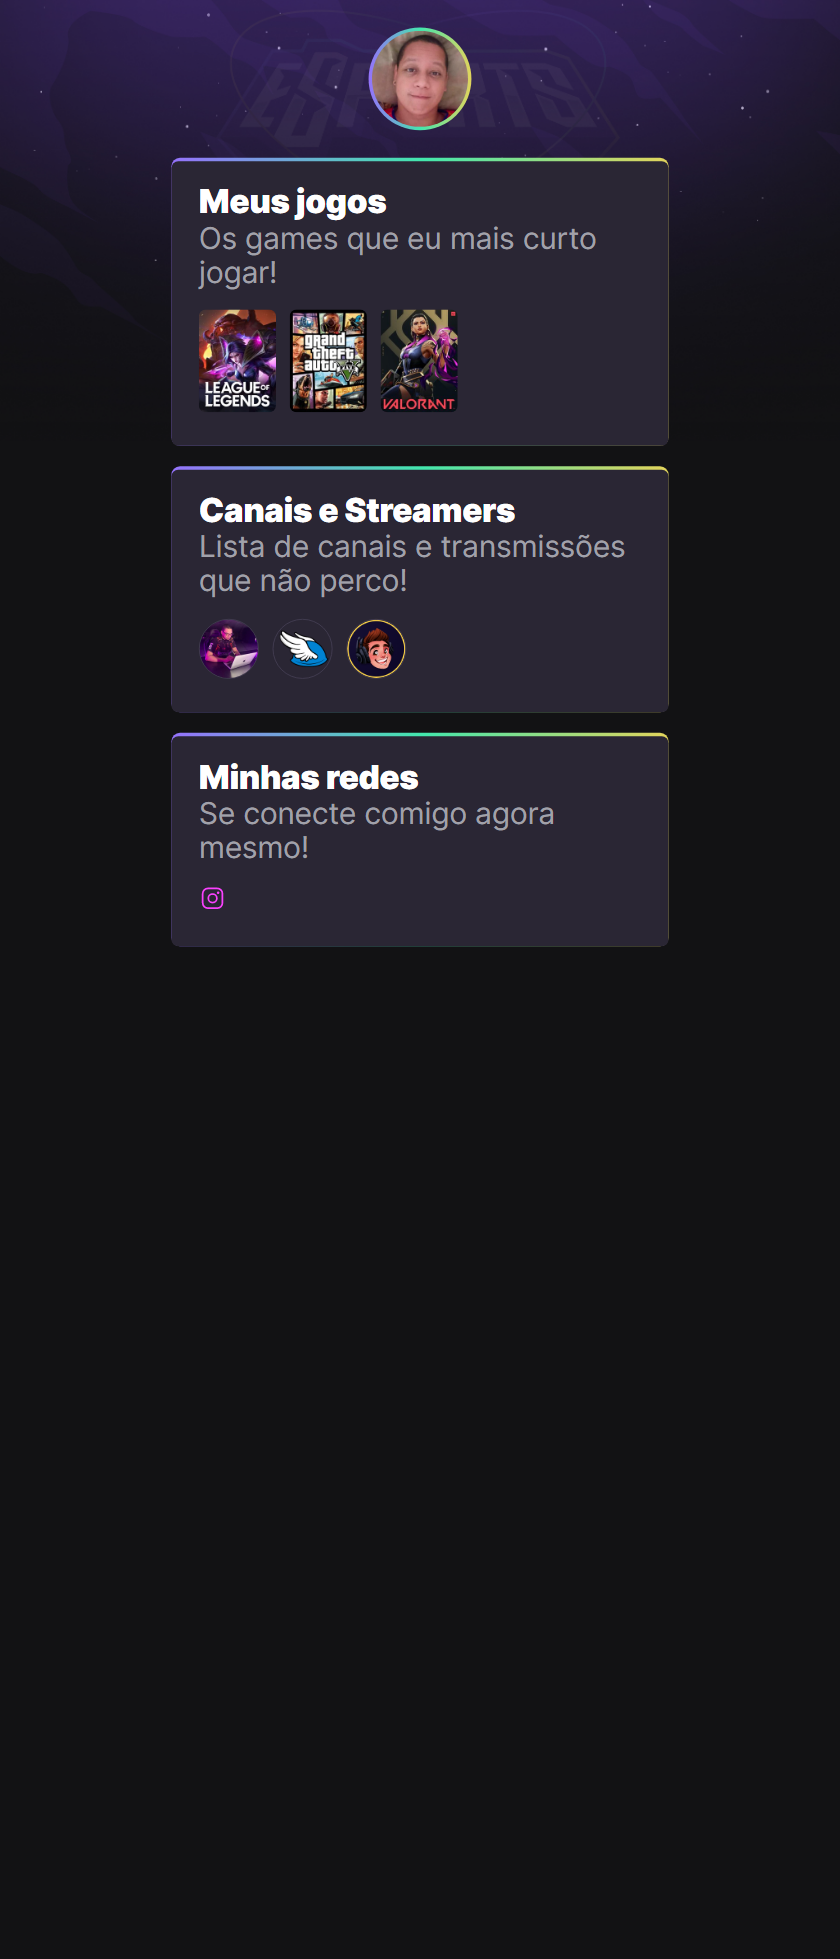 ESPORTS
Meus jogos
Os games que eu mais curto
jogar!
LEAGUE OF
LEGENDS
grand
theft
auto
V
VALORANT
Canais e Streamers
Lista de canais e transmissões
que não perco!
Minhas redes
Se conecte comigo agora
mesmo!